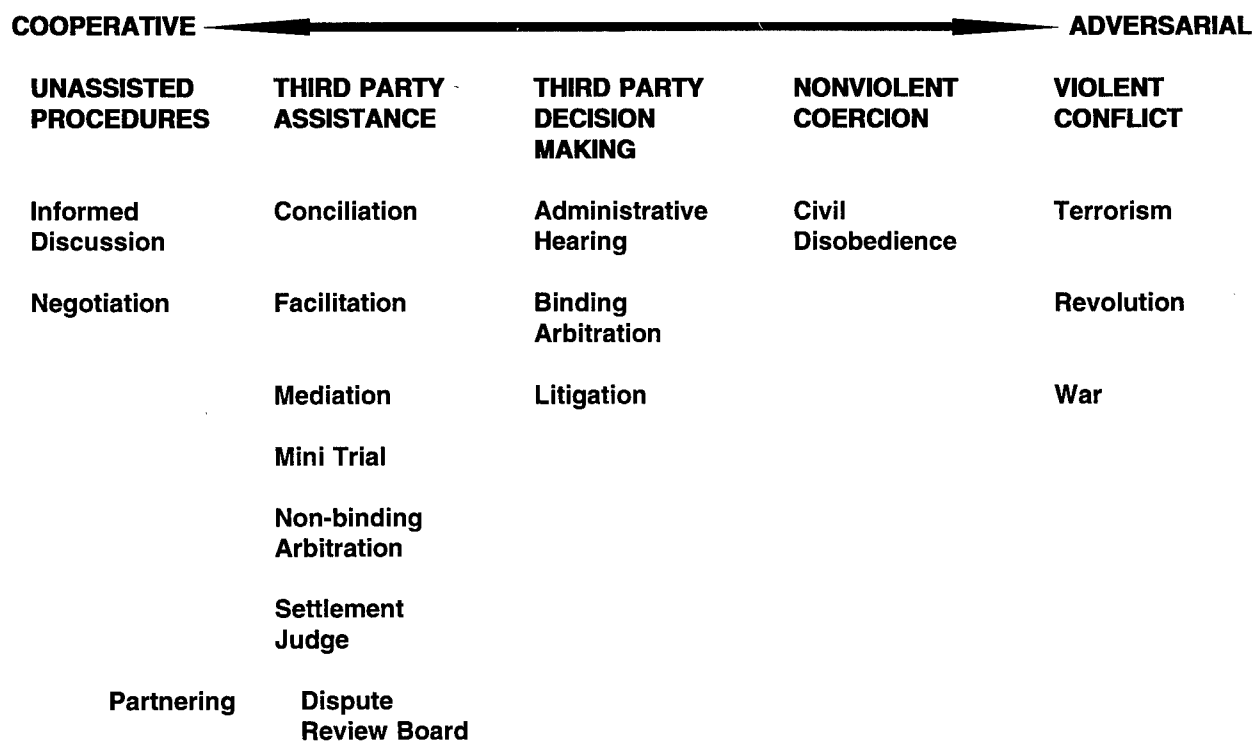 COOPERATIVE ADVERSARIAL
UNASSISTED THIRD PARTY THIRD PARTY NONVIOLENT VIOLENT
PROCEDURES ASSISTANCE DECISION COERCION CONFLICT
MAKING
Informed Conciliation Administrative Civil Terrorism
Discussion Hearing Disobedience
Negotiation Facilitation Binding Revolution
Arbitration
Mediation Litigation War
Mini Trial
Non-binding
Arbitration
Settlement
Judge
Partnering Dispute
Review Board